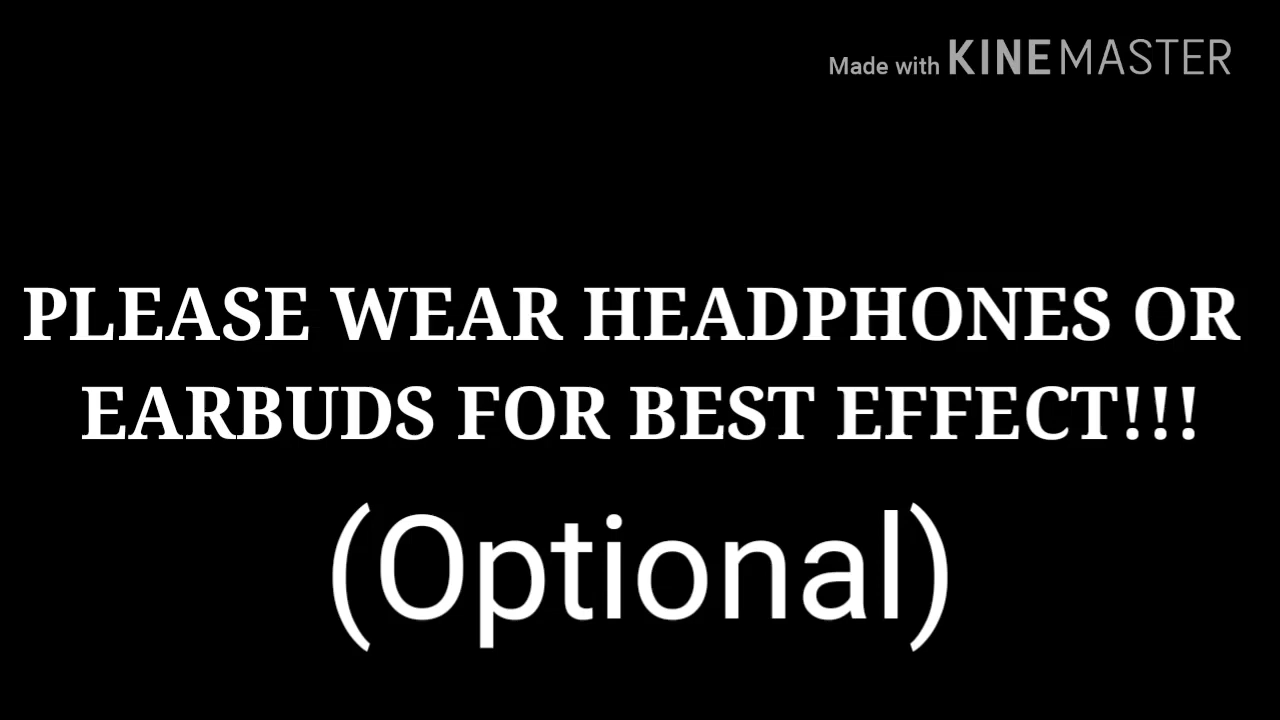 Made with KINEMASTER
PLEASE WEAR HEADPHONES OR
EARBUDS FOR BEST EFFECT!!!
(Optional)